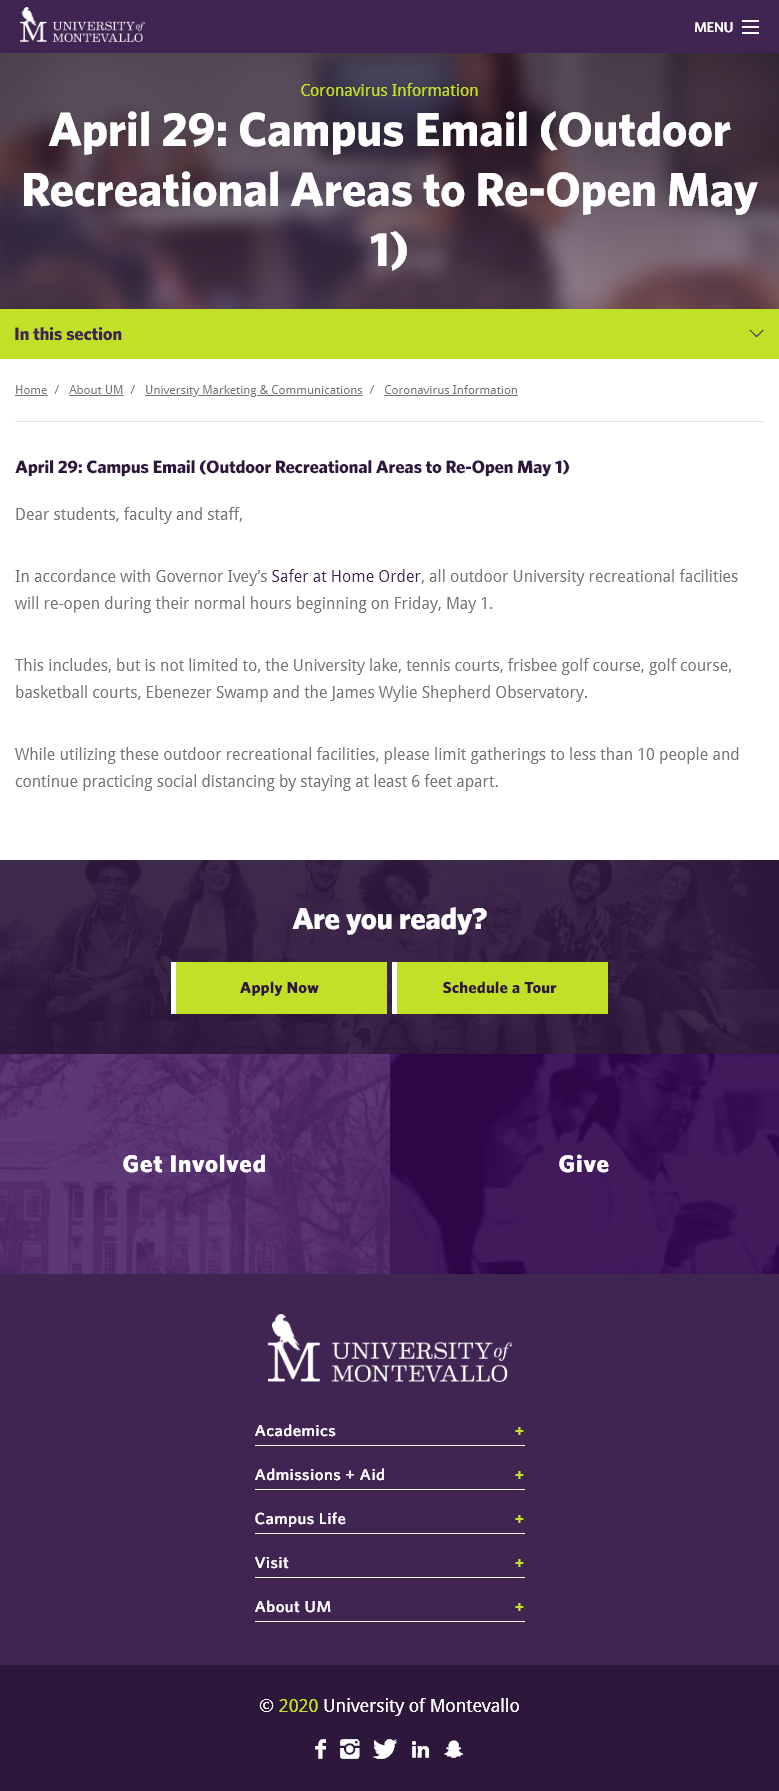 UNIVERSITY of
MONTEVALLO
MENU
Coronavirus Information
April 29: Campus Email (Outdoor
Recreational Areas to Re-Open May
1)
In this section
Home / About UM / University Marketing & Communications / Coronavirus Information
April 29: Campus Email (Outdoor Recreational Areas to Re-Open May 1)
Dear students, faculty and staff,
In accordance with Governor Ivey’s Safer at Home Order, all outdoor University recreational facilities
will re-open during their normal hours beginning on Friday, May 1.
This includes, but is not limited to, the University lake, tennis courts, frisbee golf course, golf course,
basketball courts, Ebenezer Swamp and the James Wylie Shepherd Observatory.
While utilizing these outdoor recreational facilities, please limit gatherings to less than 10 people and
continue practicing social distancing by staying at least 6 feet apart.
Are you ready?
Apply Now Schedule a Tour
Get Involved Give
M UNIVERSITY of
MONTEVALLO
Academics +
Admissions + Aid +
Campus Life +
Visit +
About UM +
© 2020 University of Montevallo